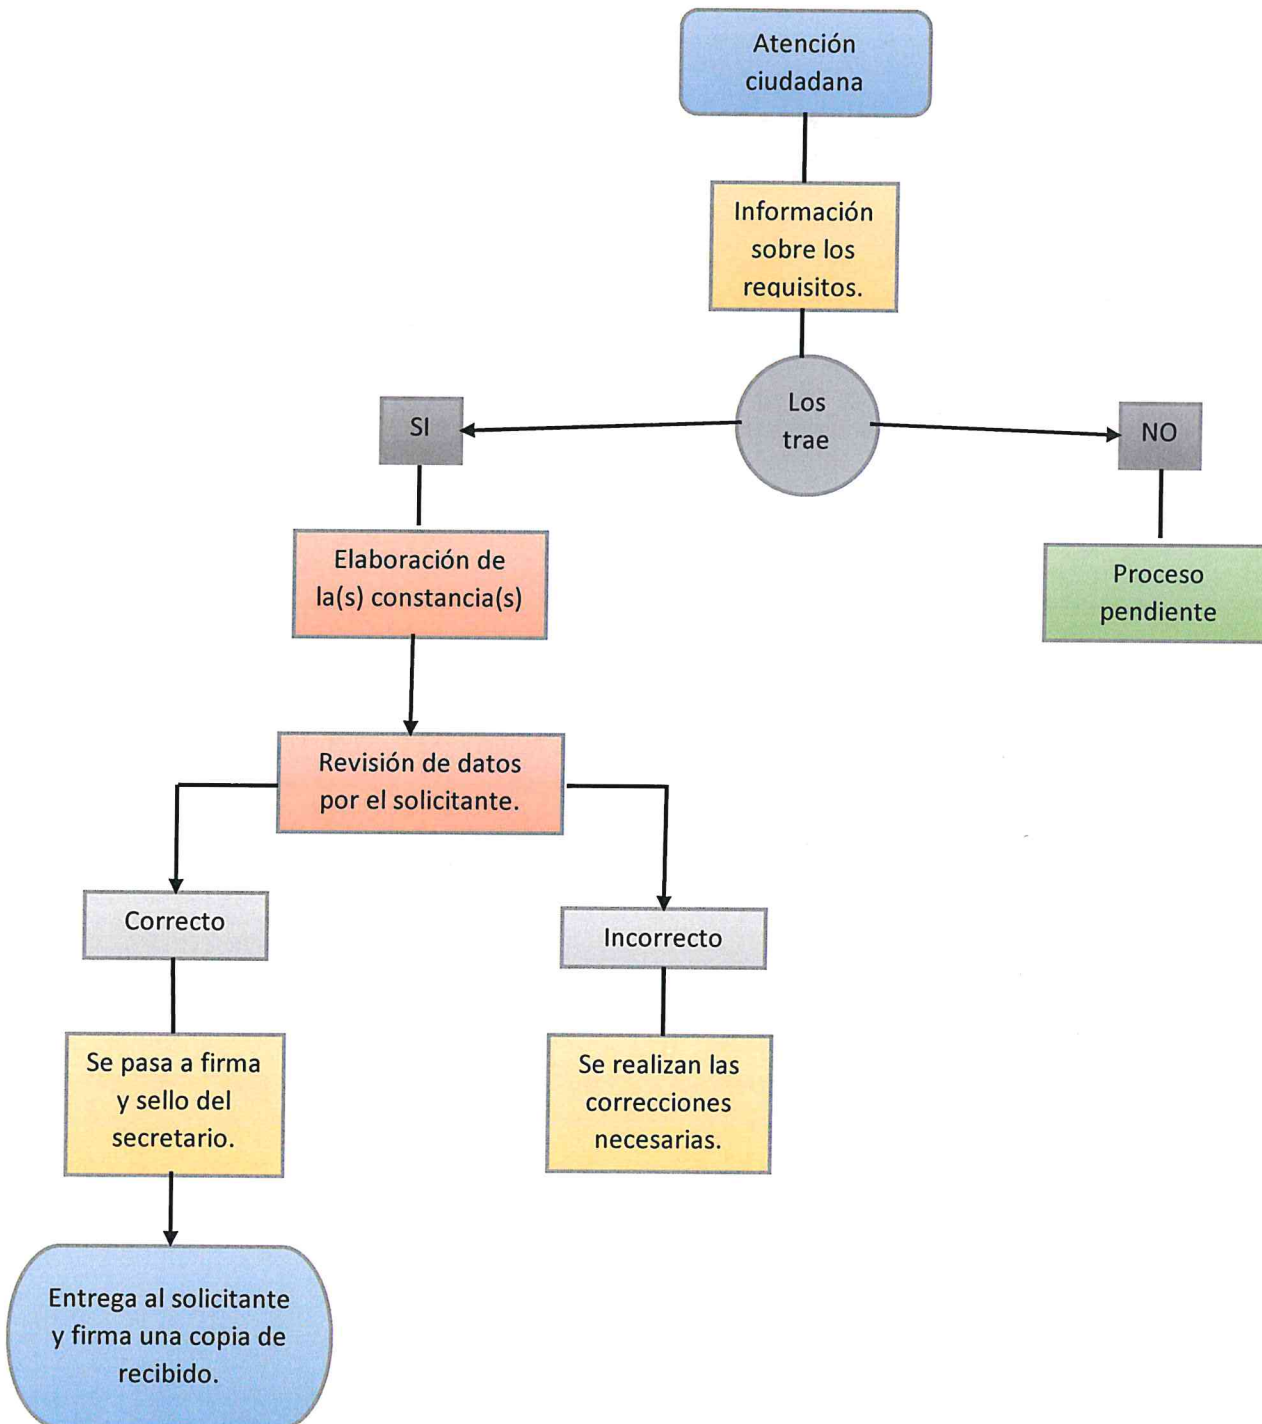 Atención
ciudadana
Información
sobre los
requisitos.
Los
trae
SI
NO
Elaboración de
la(s) constancia(s)
Proceso
pendiente
Revisión de datos
por el solicitante.
Correcto
Incorrecto
Se pasa a firma
y sello del
secretario.
Se realizan las
correcciones
necesarias.
Entrega al solicitante
y firma una copia de
recibido.